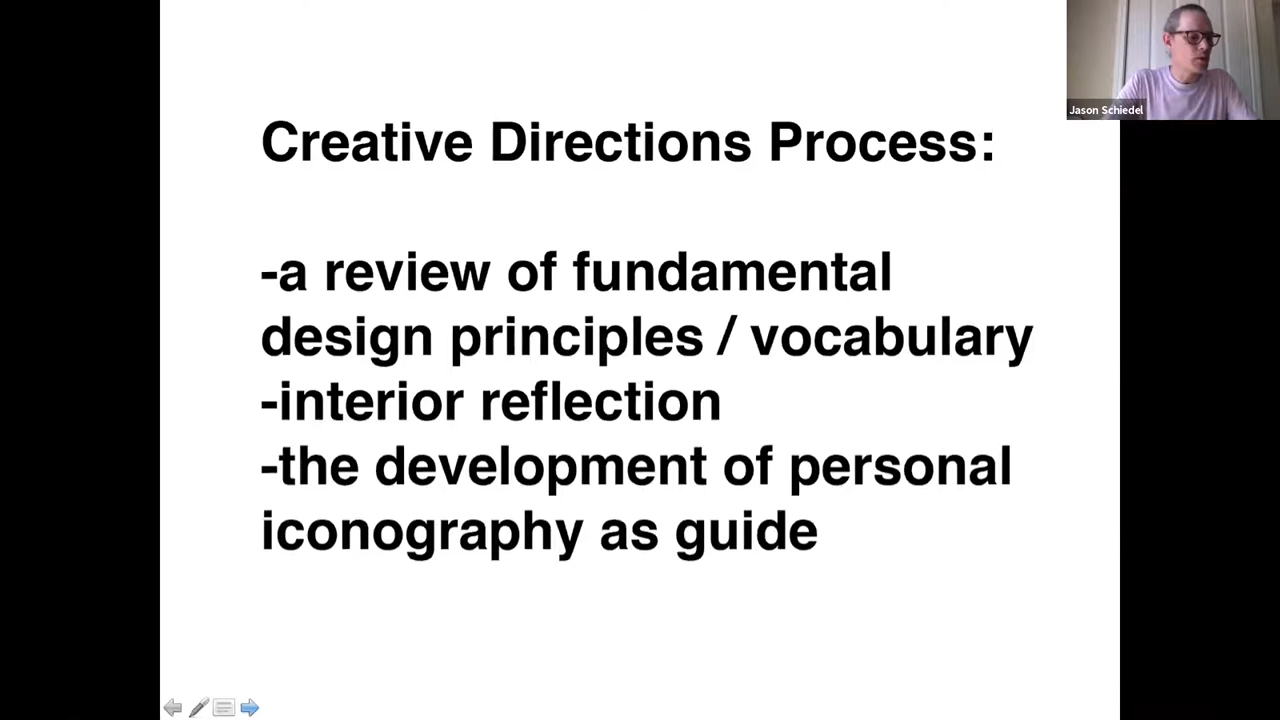 Creative Directions Process:
-a review of fundamental
design principles / vocabulary
-interior reflection
-the development of personal
iconography as guide
Jason Schiedel